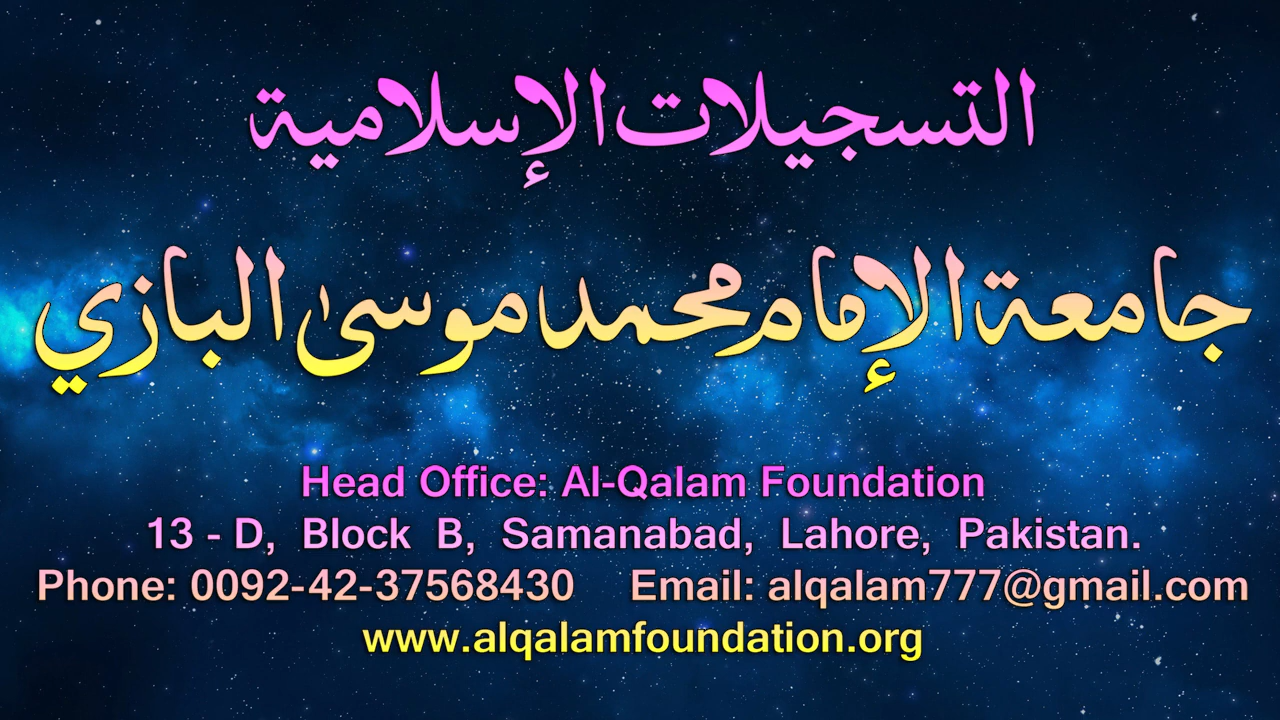 التسجيلات الإسلامية
جامعة الإمام محمد موسىٰ البازي
Head Office: Al-Qalam Foundation
13 - D, Block B, Samanabad, Lahore, Pakistan.
Phone: 0092-42-37568430 Email: alqalam777@gmail.com
www.alqalamfoundation.org